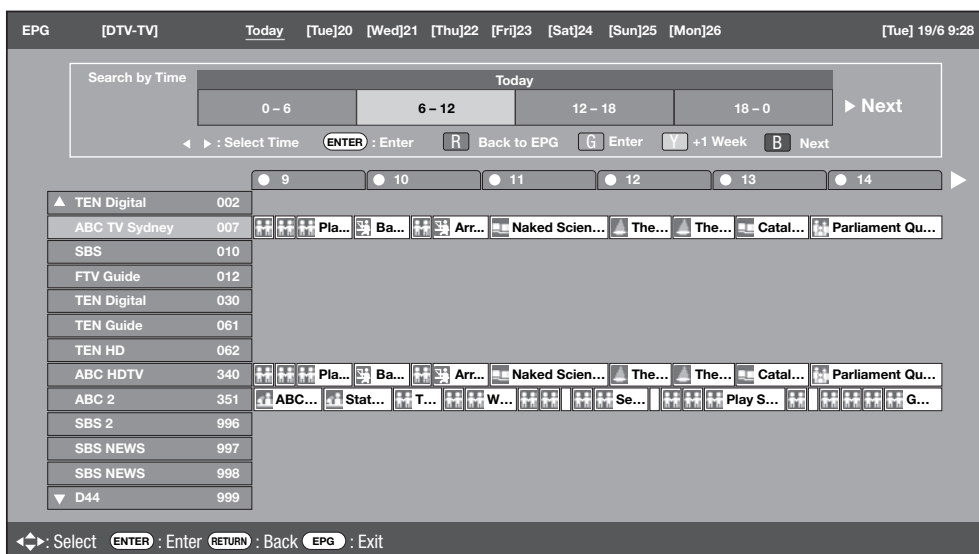 EPG [DTV-TV] Today [Tue]20 [Wed]21 [Thu]22 [Fri]23 [Sat]24 [Sun]25 [Mon]26 [Tue] 19/6 9:28
Search by Time
Today
0 – 6 6 – 12 12 – 18 18 – 0 Next
: Select Time ENTER : Enter R Back to EPG G Enter Y +1 Week B Next
9 10 11 12 13 14
TEN Digital 002
ABC TV Sydney 007 Pla... Ba... Arr... Naked Scien... The... The... Catal... Parliament Qu...
SBS 010
FTV Guide 012
TEN Digital 030
TEN Guide 061
TEN HD 062
ABC HDTV 340 Pla... Ba... Arr... Naked Scien... The... The... Catal... Parliament Qu...
ABC 2 351 ABC... Stat... T... W... Se... Play S... G...
SBS 2 996
SBS NEWS 997
SBS NEWS 998
D44 999
: Select ENTER : Enter RETURN : Back EPG : Exit